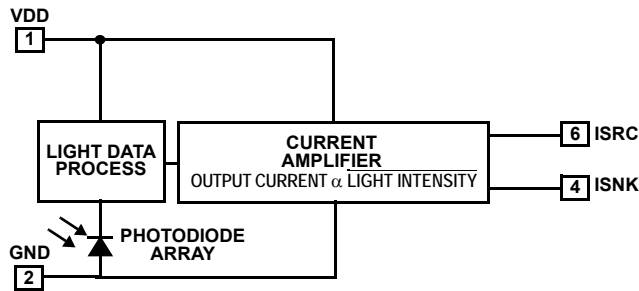 VDD
1
LIGHT DATA
PROCESS
CURRENT
AMPLIFIER
OUTPUT CURRENT α LIGHT INTENSITY
6 ISRC
4 ISNK
PHOTODIODE
ARRAY
GND
2